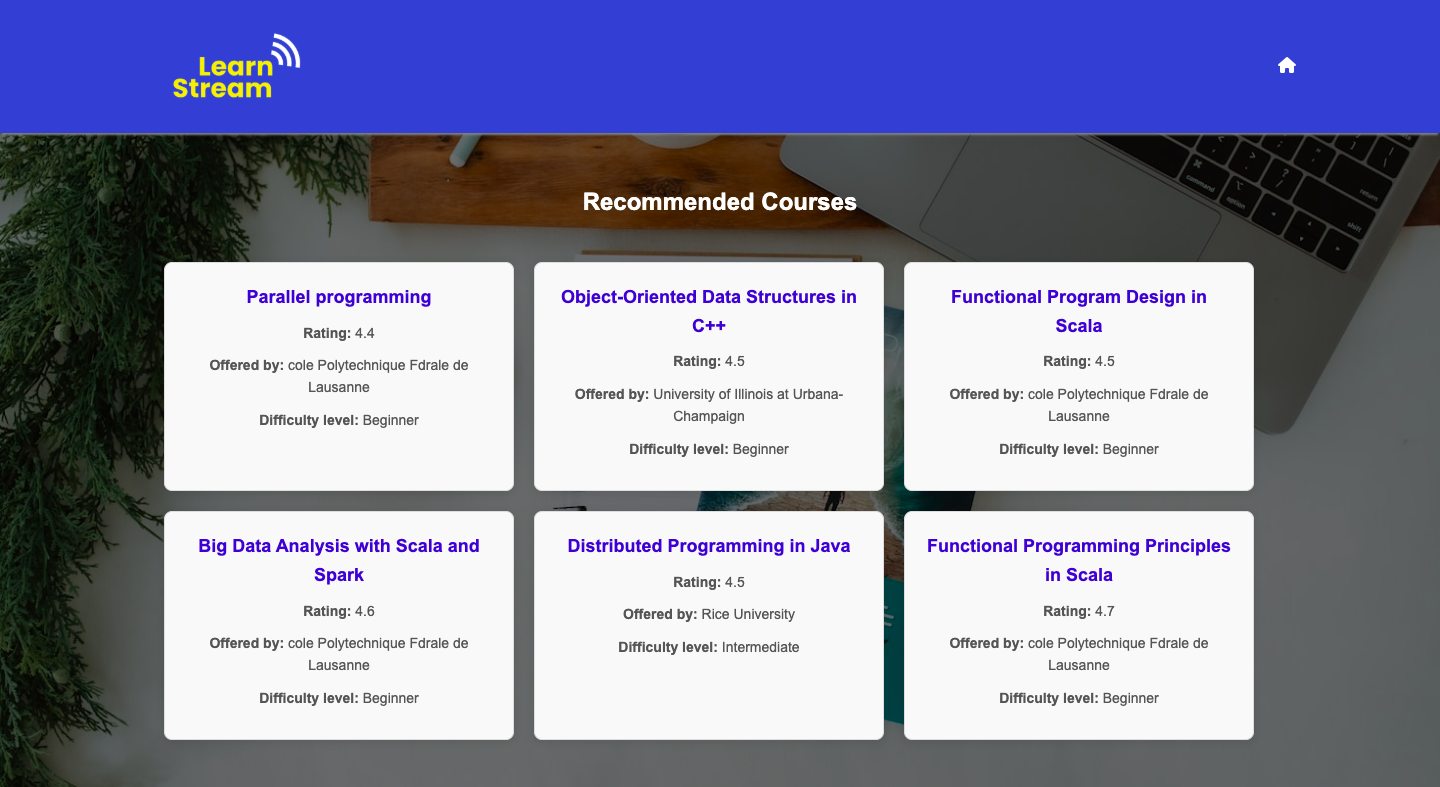 Learn
Stream
Recommended Courses
Parallel programming
Rating: 4.4
Offered by: cole Polytechnique Fdrale de
Lausanne
Difficulty level: Beginner
Object-Oriented Data Structures in
C++
Rating: 4.5
Offered by: University of Illinois at Urbana-
Champaign
Difficulty level: Beginner
Functional Program Design in
Scala
Rating: 4.5
Offered by: cole Polytechnique Fdrale de
Lausanne
Difficulty level: Beginner
Big Data Analysis with Scala and
Spark
Rating: 4.6
Offered by: cole Polytechnique Fdrale de
Lausanne
Difficulty level: Beginner
Distributed Programming in Java
Rating: 4.5
Offered by: Rice University
Difficulty level: Intermediate
Functional Programming Principles
in Scala
Rating: 4.7
Offered by: cole Polytechnique Fdrale de
Lausanne
Difficulty level: Beginner
command
option
return
shift